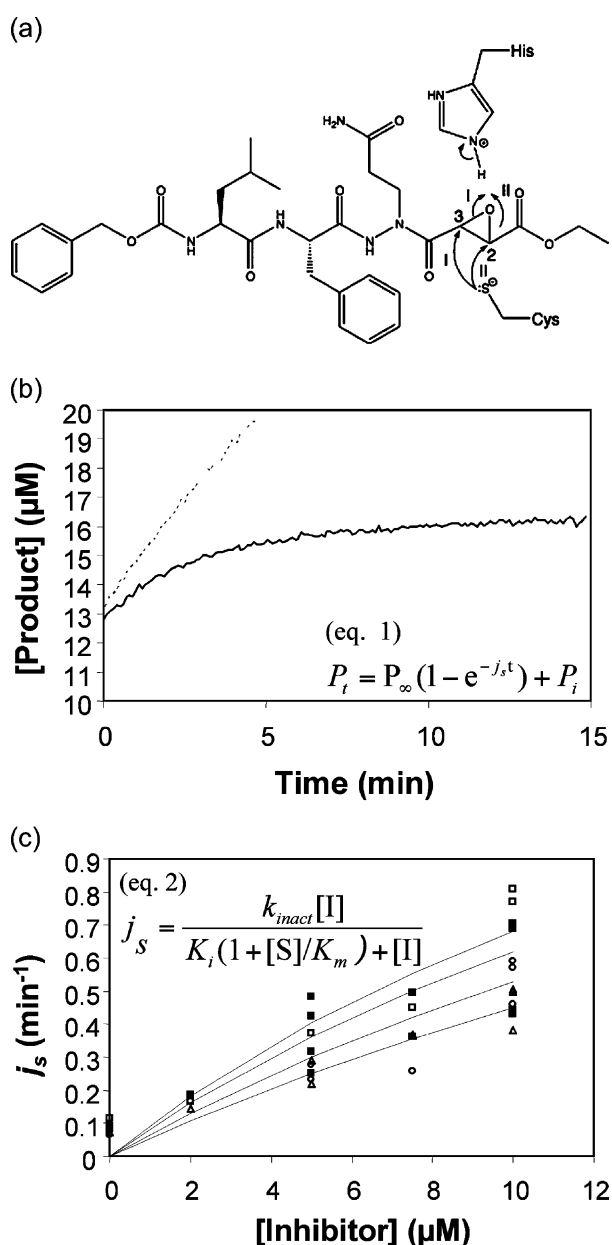 (a)
His
HN
N
⊕
H
H₂N
O
I
II
O
O
O
N
H
O
H
N
O
N
H
N
O
3
O
2
O
O
I
II
:S⊖
Cys
(b)
[Product] (µM)
20
19
18
17
16
15
14
13
12
11
10
(eq. 1)
P_t = P_∞(1 − e^{−j_s t}) + P_i
0
5
10
15
Time (min)
(c)
j_s (min⁻¹)
0.9
0.8
0.7
0.6
0.5
0.4
0.3
0.2
0.1
0
(eq. 2)
j_S = k_{inact}[I] / K_i(1+[S]/K_m) + [I]
0
2
4
6
8
10
12
[Inhibitor] (µM)